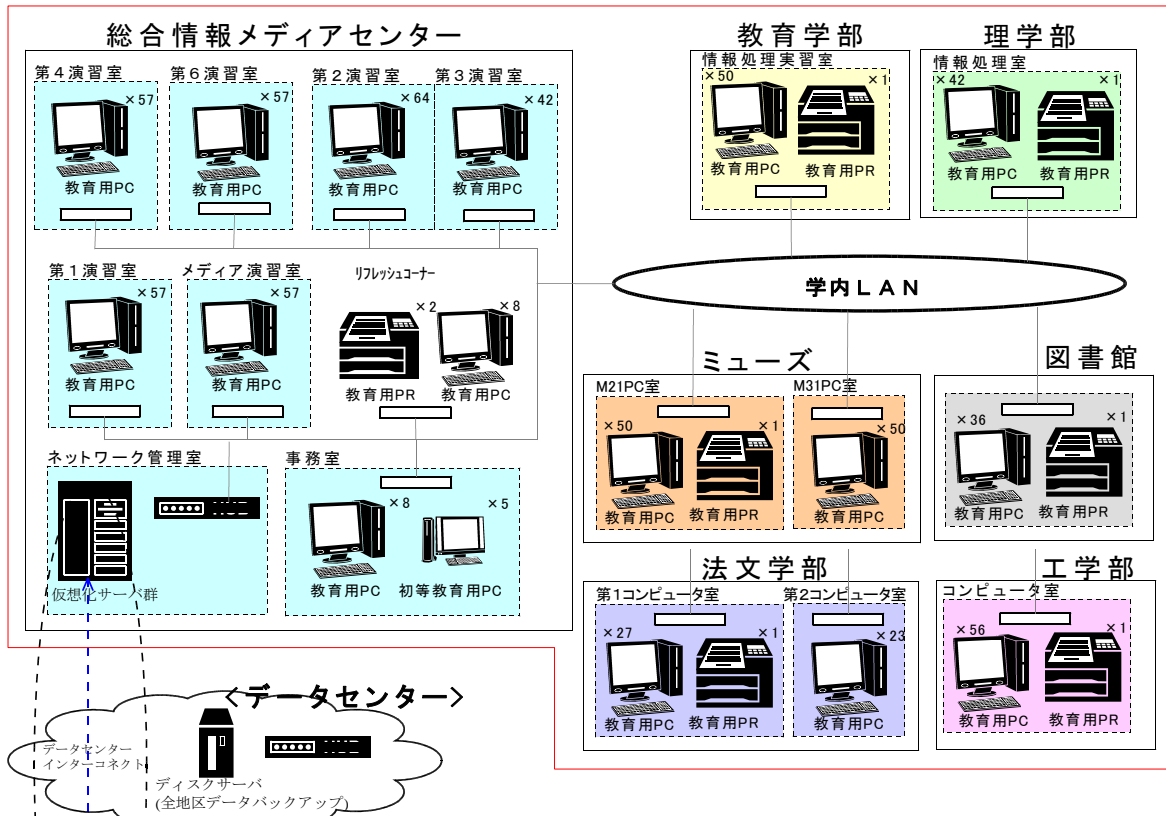 総合情報メディアセンター
第4演習室
×57
教育用PC
第6演習室
×57
教育用PC
第2演習室
×64
教育用PC
第3演習室
×42
教育用PC
第1演習室
×57
教育用PC
メディア演習室
×57
教育用PC
リフレッシュコーナー
×2
教育用PR
×8
教育用PC
ネットワーク管理室
HUB
仮想化サーバ群
事務室
×8
教育用PC
×5
初等教育用PC
教育学部
情報処理実習室
×50
×1
教育用PC
教育用PR
理学部
情報処理室
×42
×1
教育用PC
教育用PR
学内LAN
ミューズ
M21PC室
×50
×1
教育用PC
教育用PR
M31PC室
×50
教育用PC
図書館
×36
×1
教育用PC
教育用PR
法文学部
第1コンピュータ室
×27
×1
教育用PC
教育用PR
第2コンピュータ室
×23
教育用PC
工学部
コンピュータ室
×56
×1
教育用PC
教育用PR
<データセンター>
データセンター
インターコネクト
HUB
ディスクサーバ
(全地区データバックアップ)